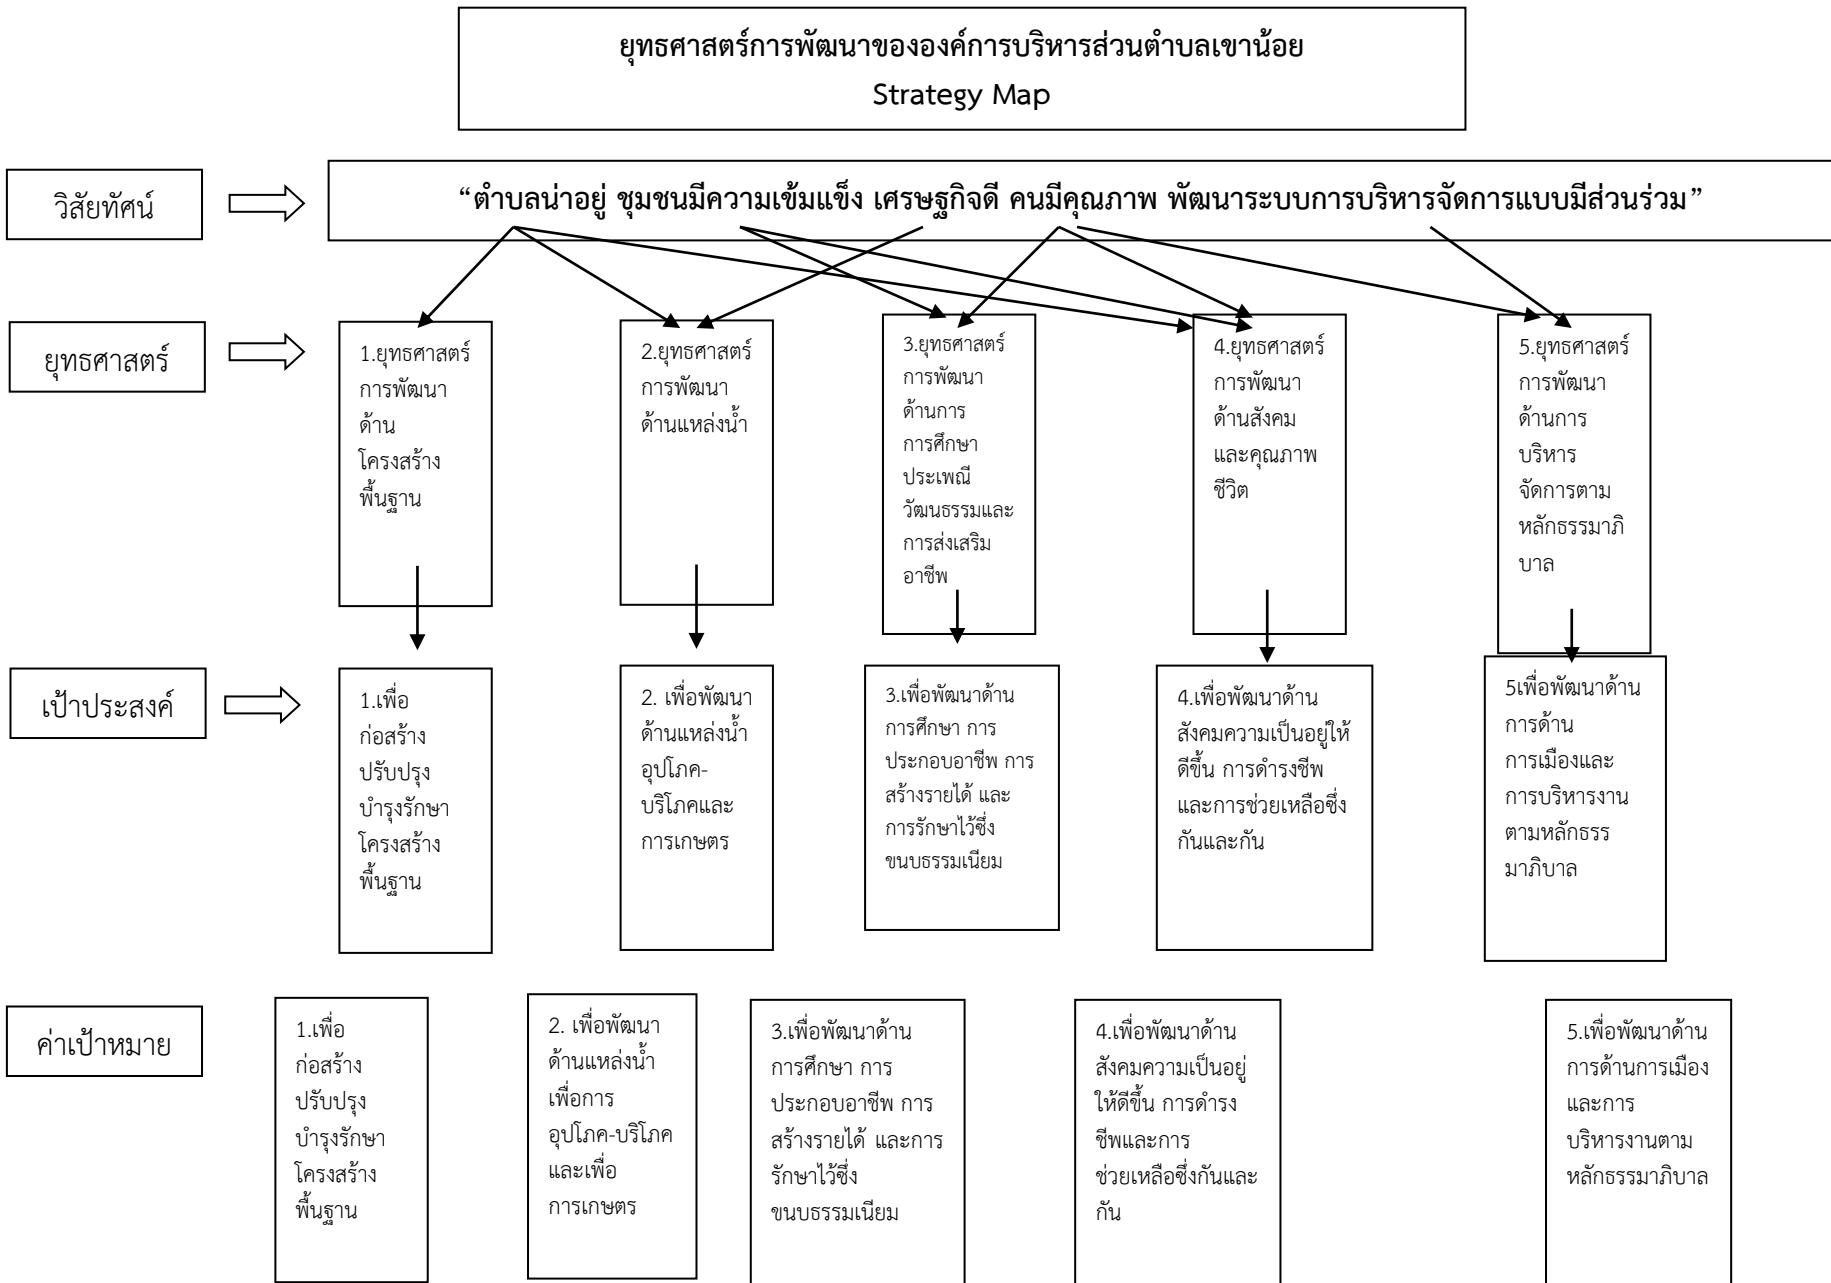 ยุทธศาสตร์การพัฒนาขององค์การบริหารส่วนตำบลเขาน้อย
Strategy Map
วิสัยทัศน์
“ตำบลน่าอยู่ ชุมชนมีความเข้มแข็ง เศรษฐกิจดี คนมีคุณภาพ พัฒนาระบบการบริหารจัดการแบบมีส่วนร่วม”
ยุทธศาสตร์
1.ยุทธศาสตร์
การพัฒนา
ด้าน
โครงสร้าง
พื้นฐาน
2.ยุทธศาสตร์
การพัฒนา
ด้านแหล่งน้ำ
3.ยุทธศาสตร์
การพัฒนา
ด้านการ
การศึกษา
ประเพณี
วัฒนธรรมและ
การส่งเสริม
อาชีพ
4.ยุทธศาสตร์
การพัฒนา
ด้านสังคม
และคุณภาพ
ชีวิต
5.ยุทธศาสตร์
การพัฒนา
ด้านการ
บริหาร
จัดการตาม
หลักธรรมาภิ
บาล
เป้าประสงค์
1.เพื่อ
ก่อสร้าง
ปรับปรุง
บำรุงรักษา
โครงสร้าง
พื้นฐาน
2. เพื่อพัฒนา
ด้านแหล่งน้ำ
อุปโภค-
บริโภคและ
การเกษตร
3.เพื่อพัฒนาด้าน
การศึกษา การ
ประกอบอาชีพ การ
สร้างรายได้ และ
การรักษาไว้ซึ่ง
ขนบธรรมเนียม
4.เพื่อพัฒนาด้าน
สังคมความเป็นอยู่ให้
ดีขึ้น การดำรงชีพ
และการช่วยเหลือซึ่ง
กันและกัน
5เพื่อพัฒนาด้าน
การด้าน
การเมืองและ
การบริหารงาน
ตามหลักธรร
มาภิบาล
ค่าเป้าหมาย
1.เพื่อ
ก่อสร้าง
ปรับปรุง
บำรุงรักษา
โครงสร้าง
พื้นฐาน
2. เพื่อพัฒนา
ด้านแหล่งน้ำ
เพื่อการ
อุปโภค-บริโภค
และเพื่อ
การเกษตร
3.เพื่อพัฒนาด้าน
การศึกษา การ
ประกอบอาชีพ การ
สร้างรายได้ และการ
รักษาไว้ซึ่ง
ขนบธรรมเนียม
4.เพื่อพัฒนาด้าน
สังคมความเป็นอยู่
ให้ดีขึ้น การดำรง
ชีพและการ
ช่วยเหลือซึ่งกันและ
กัน
5.เพื่อพัฒนาด้าน
การด้านการเมือง
และการ
บริหารงานตาม
หลักธรรมาภิบาล